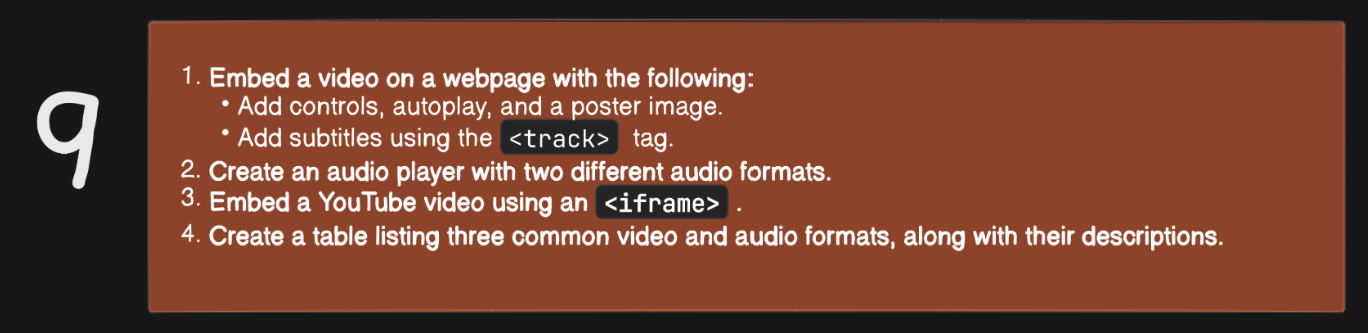 9
1. Embed a video on a webpage with the following:
• Add controls, autoplay, and a poster image.
• Add subtitles using the <track> tag.
2. Create an audio player with two different audio formats.
3. Embed a YouTube video using an <iframe> .
4. Create a table listing three common video and audio formats, along with their descriptions.